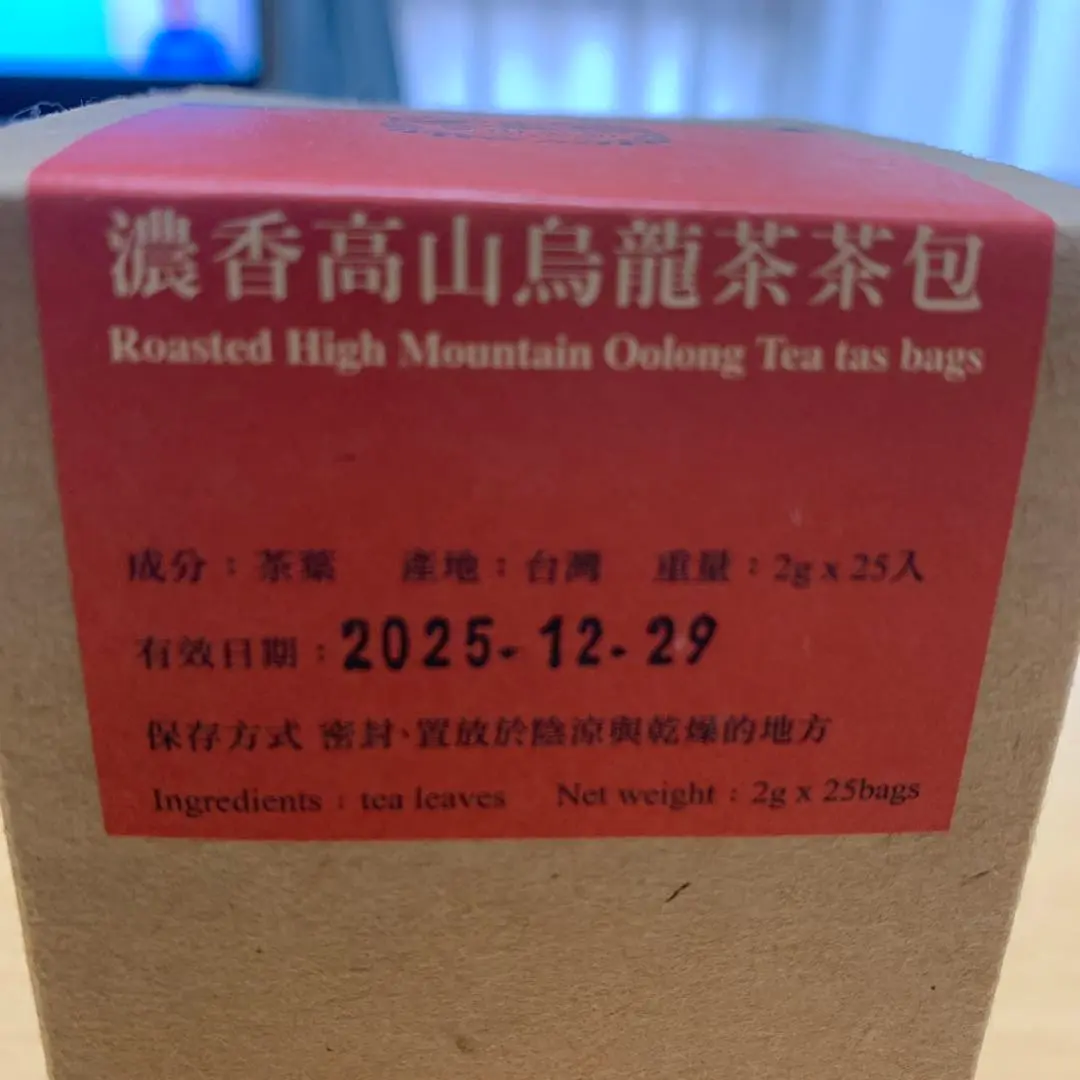 濃香高山烏龍茶茶包
Roasted High Mountain Oolong Tea tas bags
成分：茶葉 產地：台灣 重量：2g x 25入
有效日期：2025-12-29
保存方式 密封、置放於陰涼與乾燥的地方
Ingredients : tea leaves Net weight : 2g x 25bags